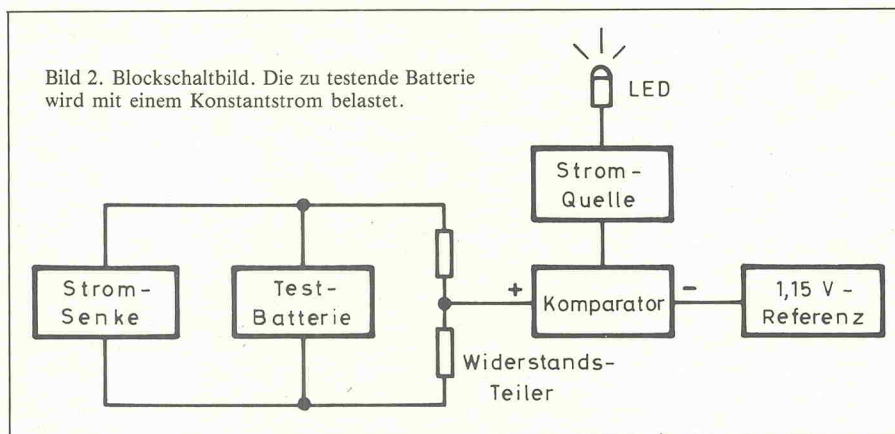 Bild 2. Blockschaltbild. Die zu testende Batterie
wird mit einem Konstantstrom belastet.
LED
Strom-
Quelle
Strom-
Senke
Test-
Batterie
+
Komparator
-
1,15 V-
Referenz
Widerstands-
Teiler